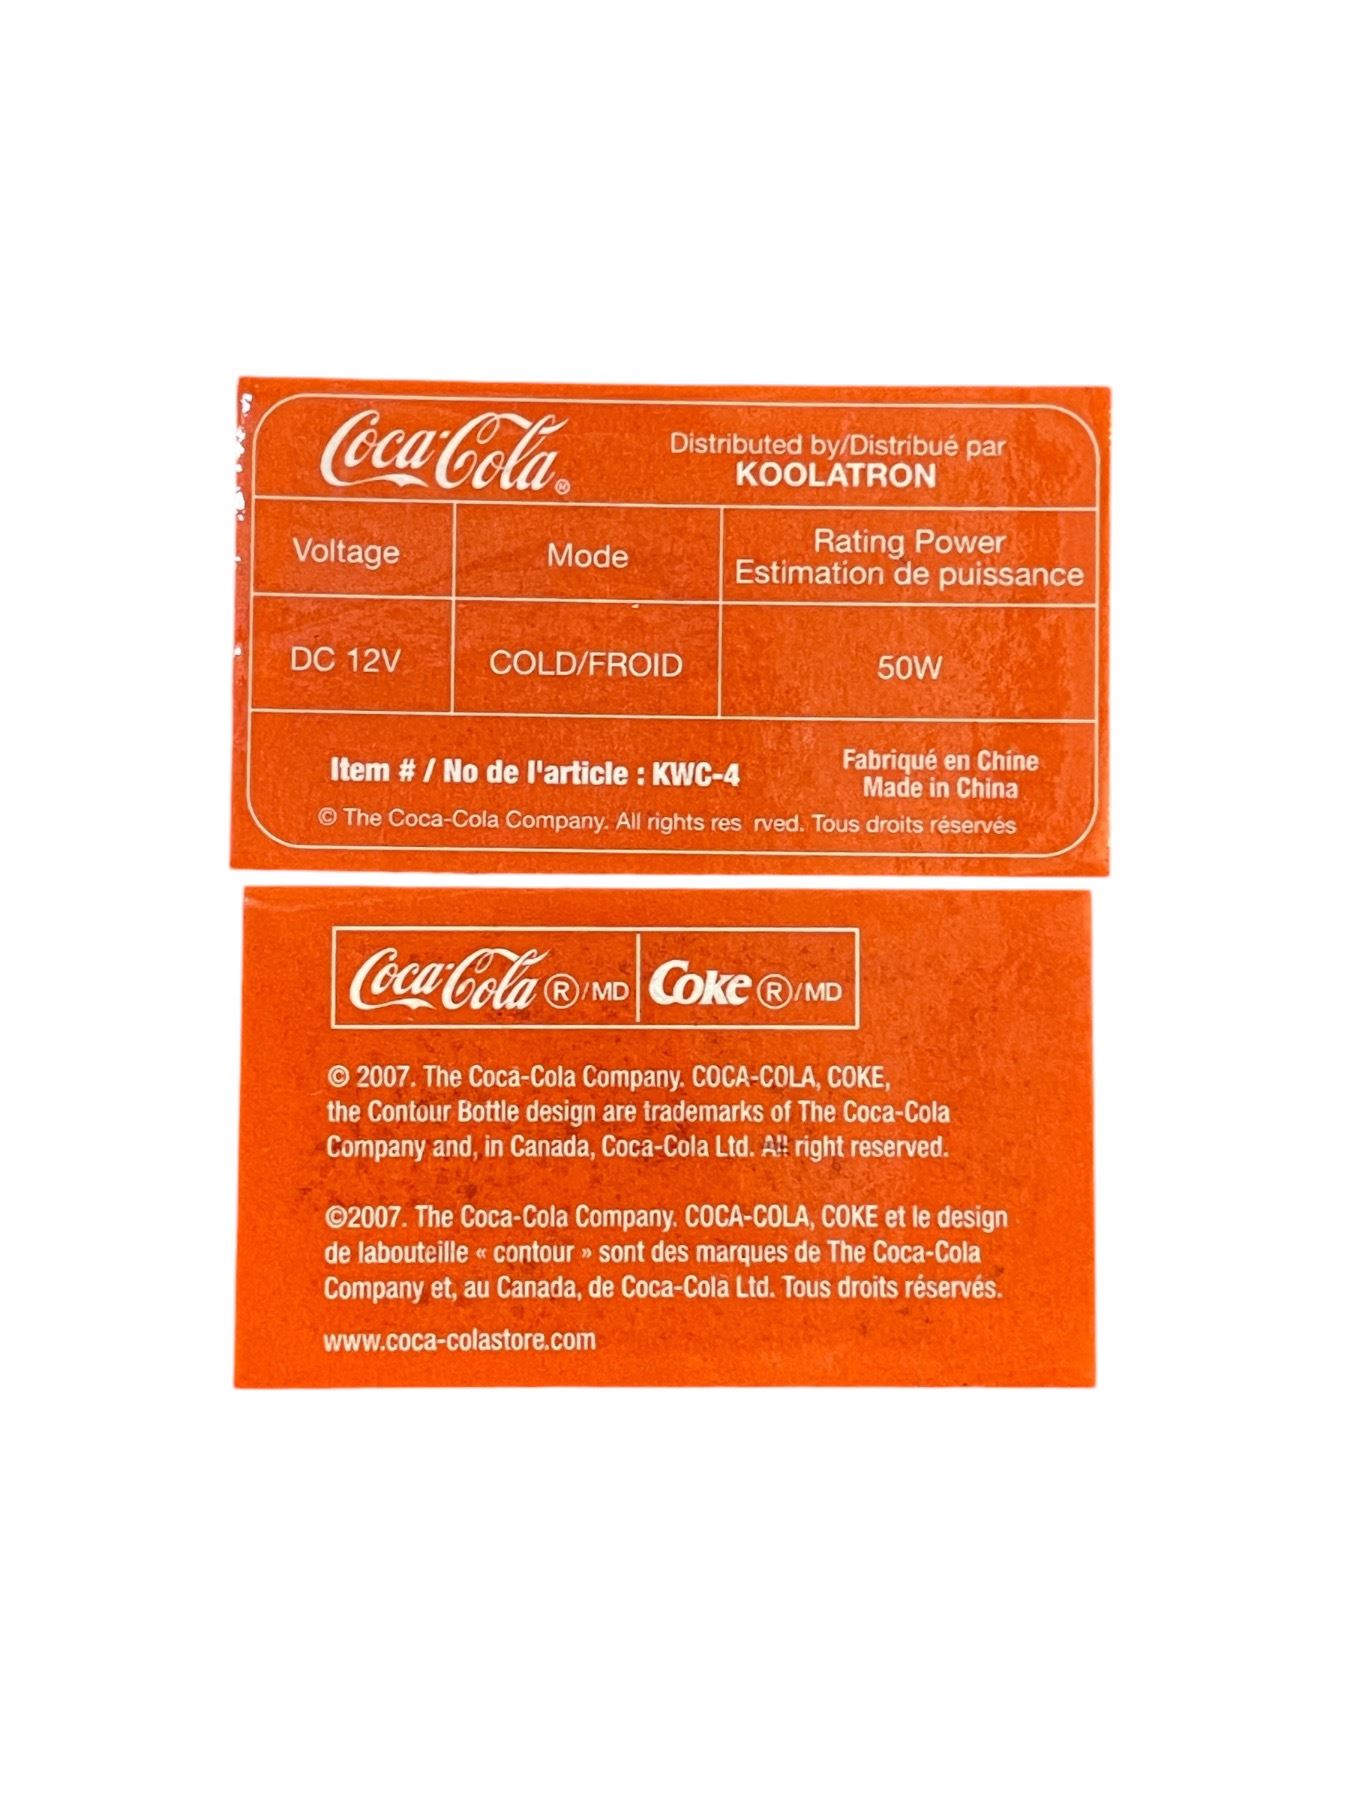 Coca-Cola®
Distributed by/Distribué par
KOOLATRON
Voltage
Mode
Rating Power
Estimation de puissance
DC 12V
COLD/FROID
50W
Item # / No de l'article : KWC-4
Fabriqué en Chine
Made in China
© The Coca-Cola Company. All rights res rved. Tous droits réservés
Coca-Cola ®/MD
Coke ®/MD
© 2007. The Coca-Cola Company. COCA-COLA, COKE,
the Contour Bottle design are trademarks of The Coca-Cola
Company and, in Canada, Coca-Cola Ltd. All right reserved.
©2007. The Coca-Cola Company. COCA-COLA, COKE et le design
de labouteille « contour » sont des marques de The Coca-Cola
Company et, au Canada, de Coca-Cola Ltd. Tous droits réservés.
www.coca-colastore.com